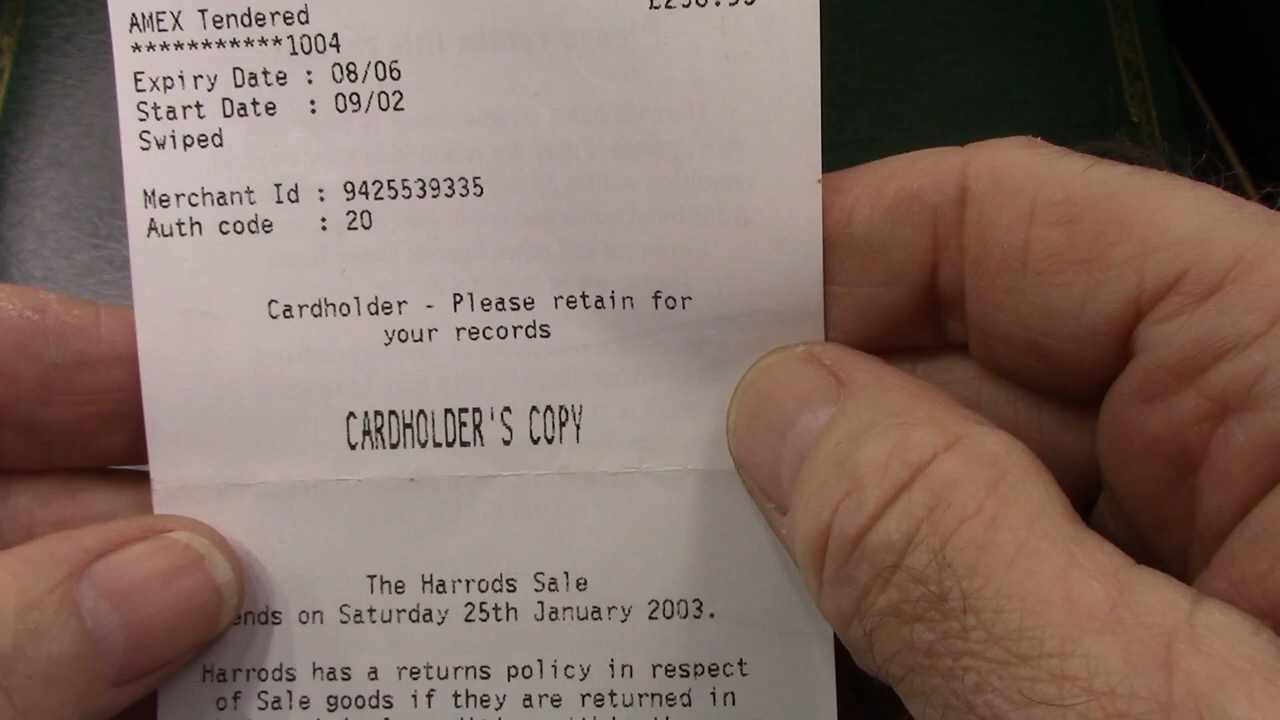 AMEX Tendered
***********1004
Expiry Date : 08/06
Start Date : 09/02
Swiped
Merchant Id : 9425539335
Auth code : 20
Cardholder - Please retain for
your records
CARDHOLDER'S COPY
The Harrods Sale
ends on Saturday 25th January 2003.
Harrods has a returns policy in respect
of Sale goods if they are returned in